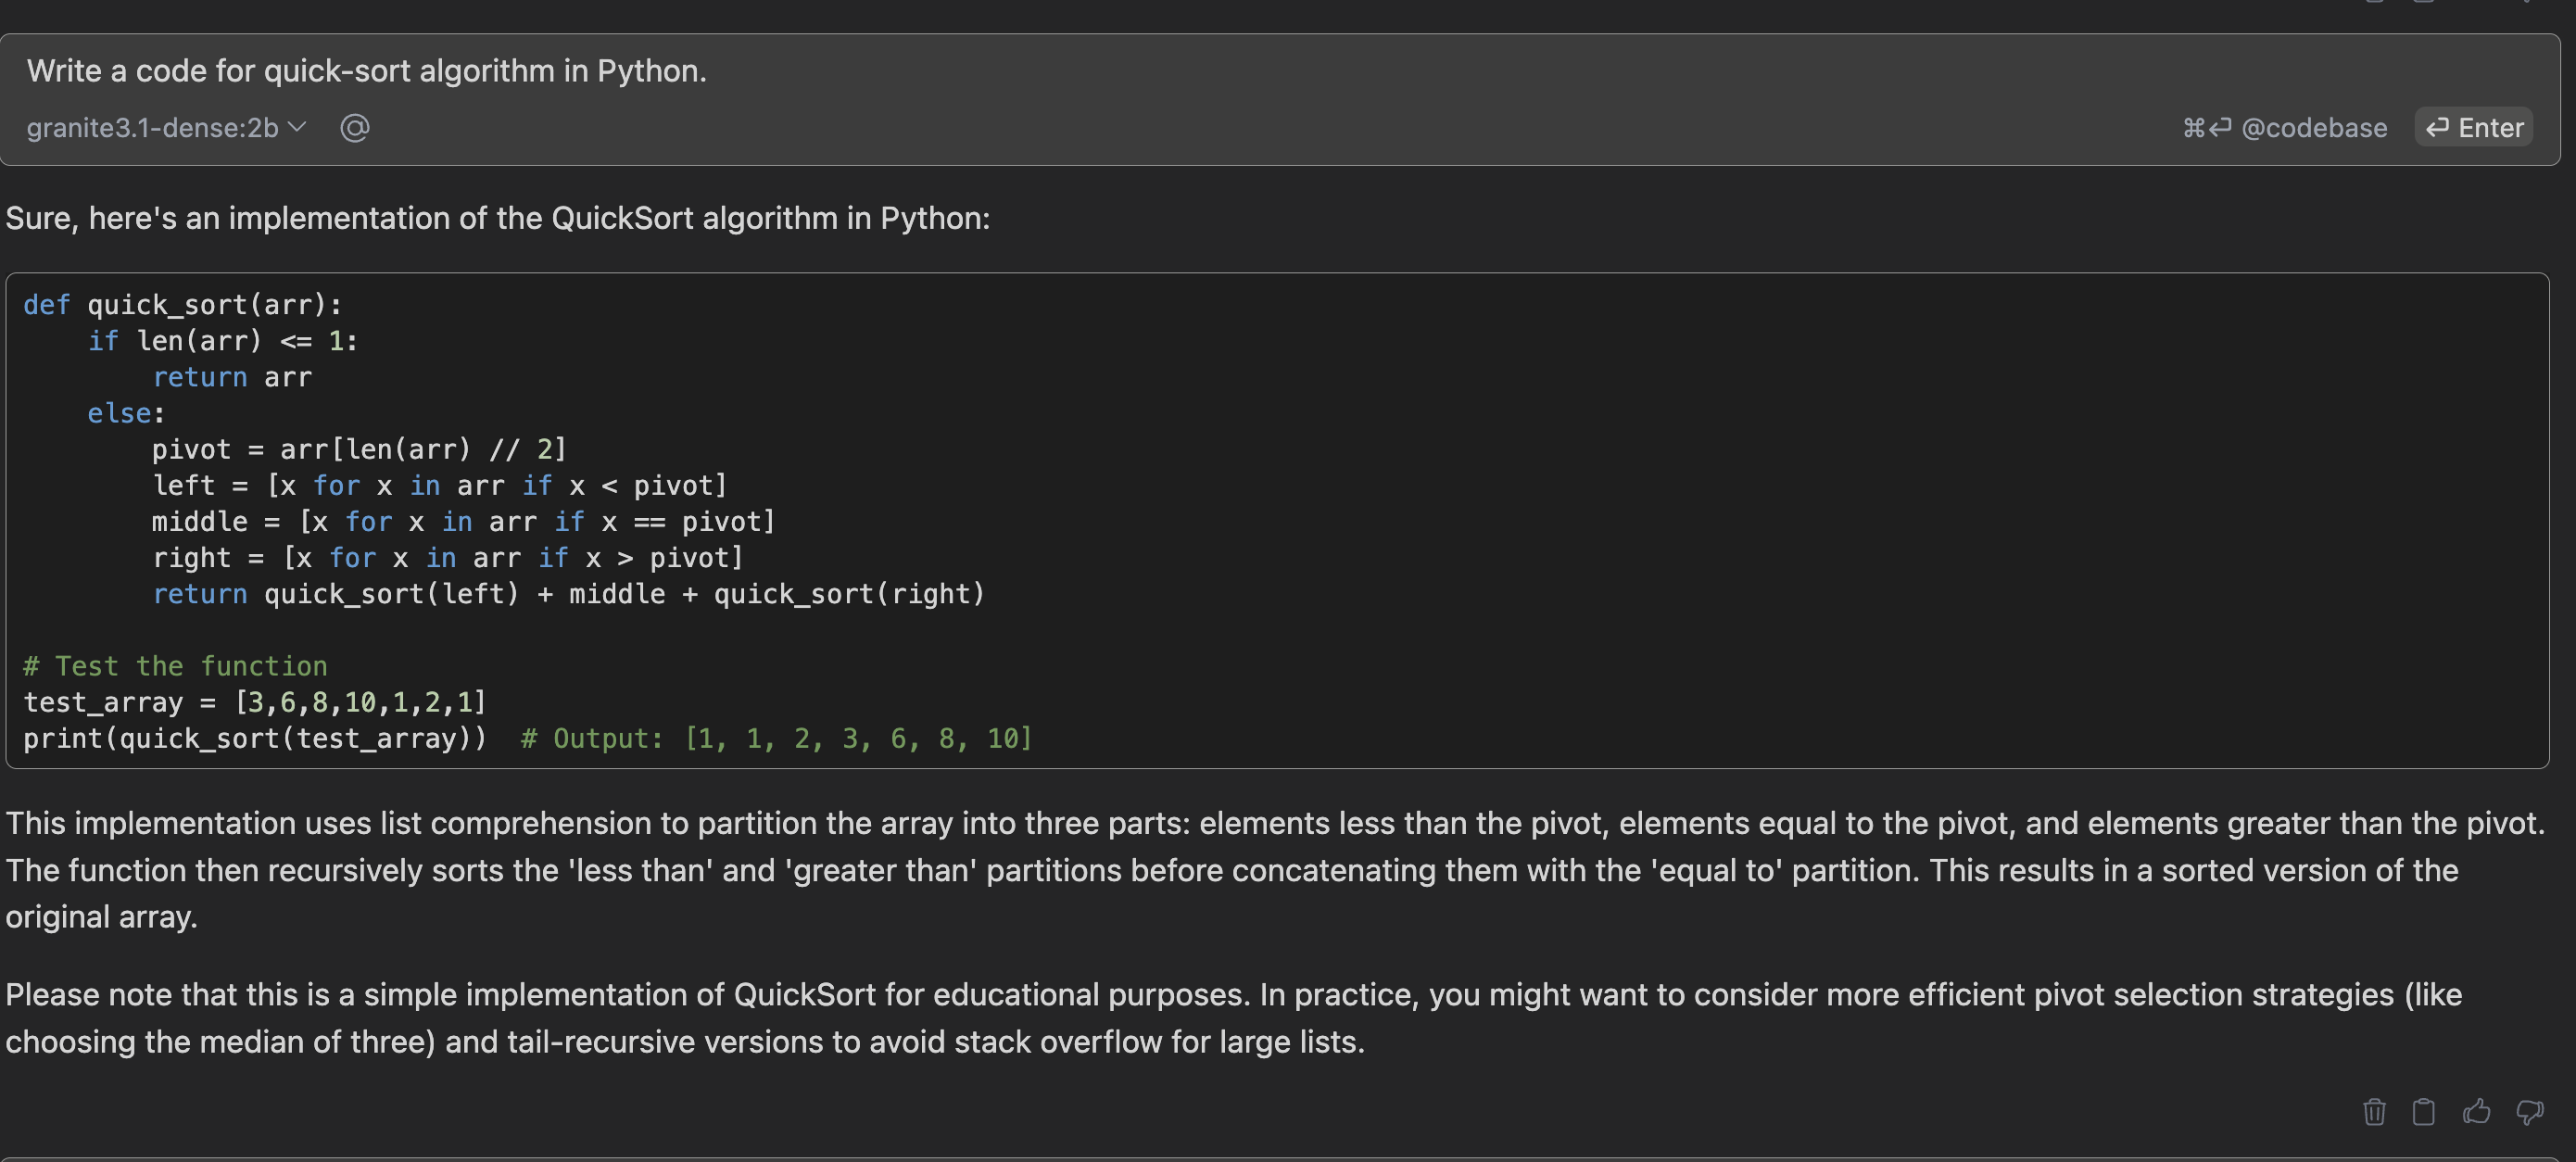 Write a code for quick-sort algorithm in Python.
granite3.1-dense:2b @ ⌘⏎ @codebase ⏎ Enter
Sure, here's an implementation of the QuickSort algorithm in Python:
def quick_sort(arr):
    if len(arr) <= 1:
        return arr
    else:
        pivot = arr[len(arr) // 2]
        left = [x for x in arr if x < pivot]
        middle = [x for x in arr if x == pivot]
        right = [x for x in arr if x > pivot]
        return quick_sort(left) + middle + quick_sort(right)
# Test the function
test_array = [3,6,8,10,1,2,1]
print(quick_sort(test_array))  # Output: [1, 1, 2, 3, 6, 8, 10]
This implementation uses list comprehension to partition the array into three parts: elements less than the pivot, elements equal to the pivot, and elements greater than the pivot.
The function then recursively sorts the 'less than' and 'greater than' partitions before concatenating them with the 'equal to' partition. This results in a sorted version of the
original array.
Please note that this is a simple implementation of QuickSort for educational purposes. In practice, you might want to consider more efficient pivot selection strategies (like
choosing the median of three) and tail-recursive versions to avoid stack overflow for large lists.